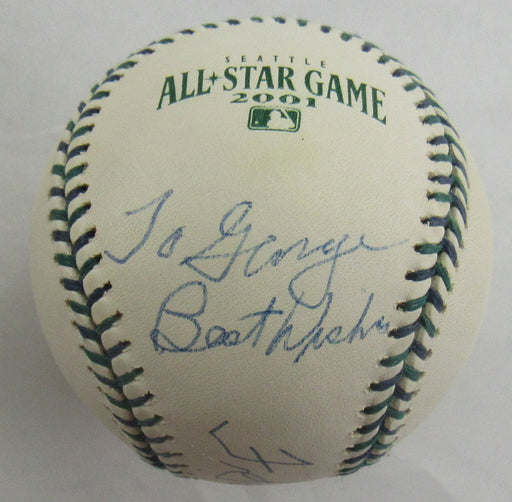 SEATTLE
ALL★STAR GAME
2001
To George
Best Wishes